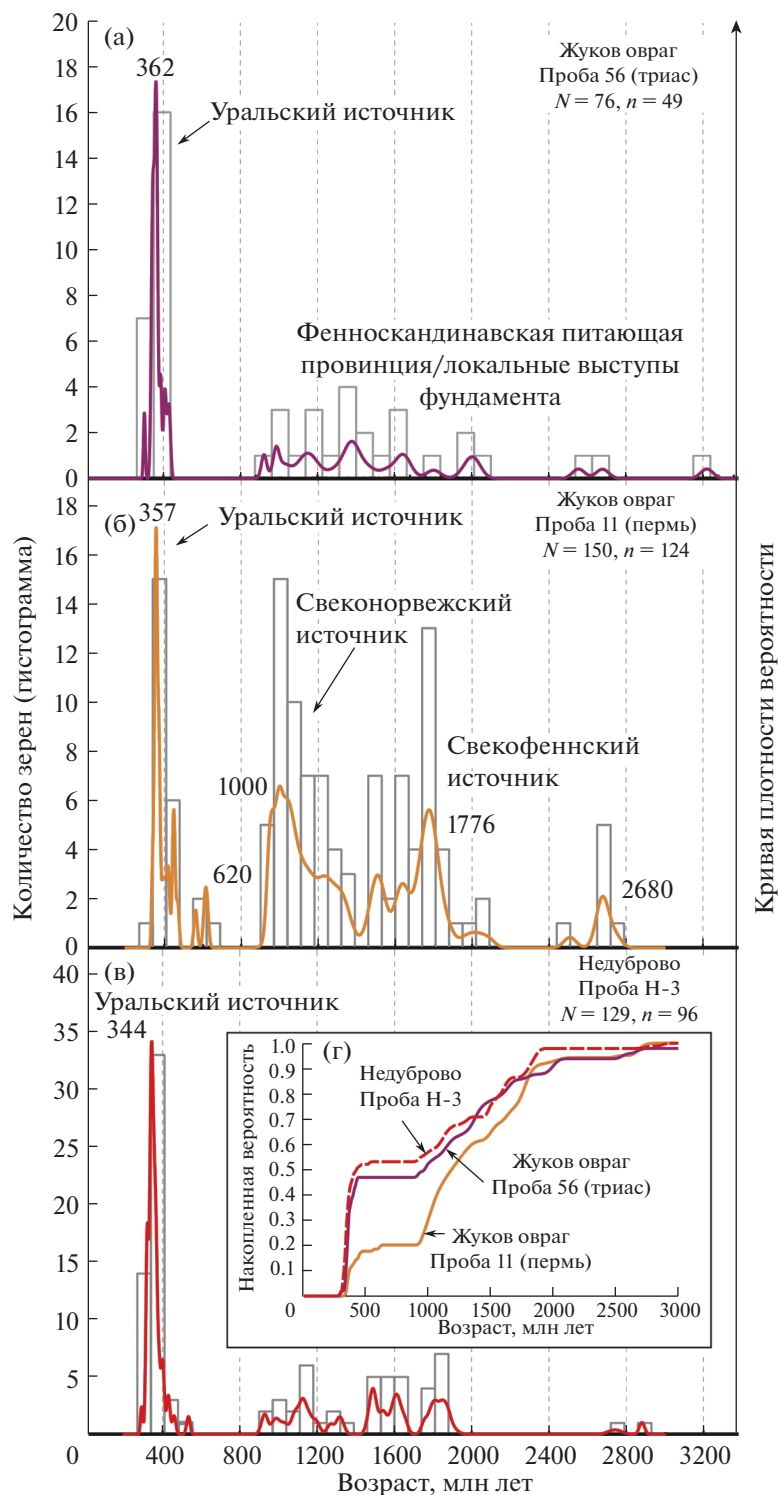 Количество зерен (гистограмма)
Кривая плотности вероятности
(а)
20
18
16
14
12
10
8
6
4
2
0
362
Уральский источник
Жуков овраг
Проба 56 (триас)
N = 76, n = 49
Фенноскандинавская питающая
провинция/локальные выступы
фундамента
(б)
18
16
14
12
10
8
6
4
2
0
357
Уральский источник
Жуков овраг
Проба 11 (пермь)
N = 150, n = 124
Свеконорвежский
источник
Свекофеннский
источник
1000
620
1776
2680
(в)
40
35
30
25
20
15
10
5
Уральский источник
344
Недуброво
Проба Н-3
N = 129, n = 96
(г)
Накопленная вероятность
1.0
0.9
0.8
0.7
0.6
0.5
0.4
0.3
0.2
0.1
0 500 1000 1500 2000 2500 3000
Возраст, млн лет
Недуброво
Проба Н-3
Жуков овраг
Проба 56 (триас)
Жуков овраг
Проба 11 (пермь)
0 400 800 1200 1600 2000 2400 2800 3200
Возраст, млн лет